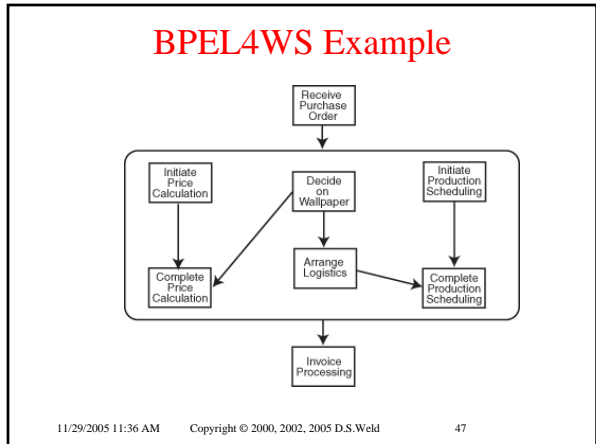 BPEL4WS Example
Receive
Purchase
Order
Initiate
Price
Calculation
Decide
on
Wallpaper
Initiate
Production
Scheduling
Complete
Price
Calculation
Arrange
Logistics
Complete
Production
Scheduling
Invoice
Processing
11/29/2005 11:36 AM Copyright © 2000, 2002, 2005 D.S.Weld 47